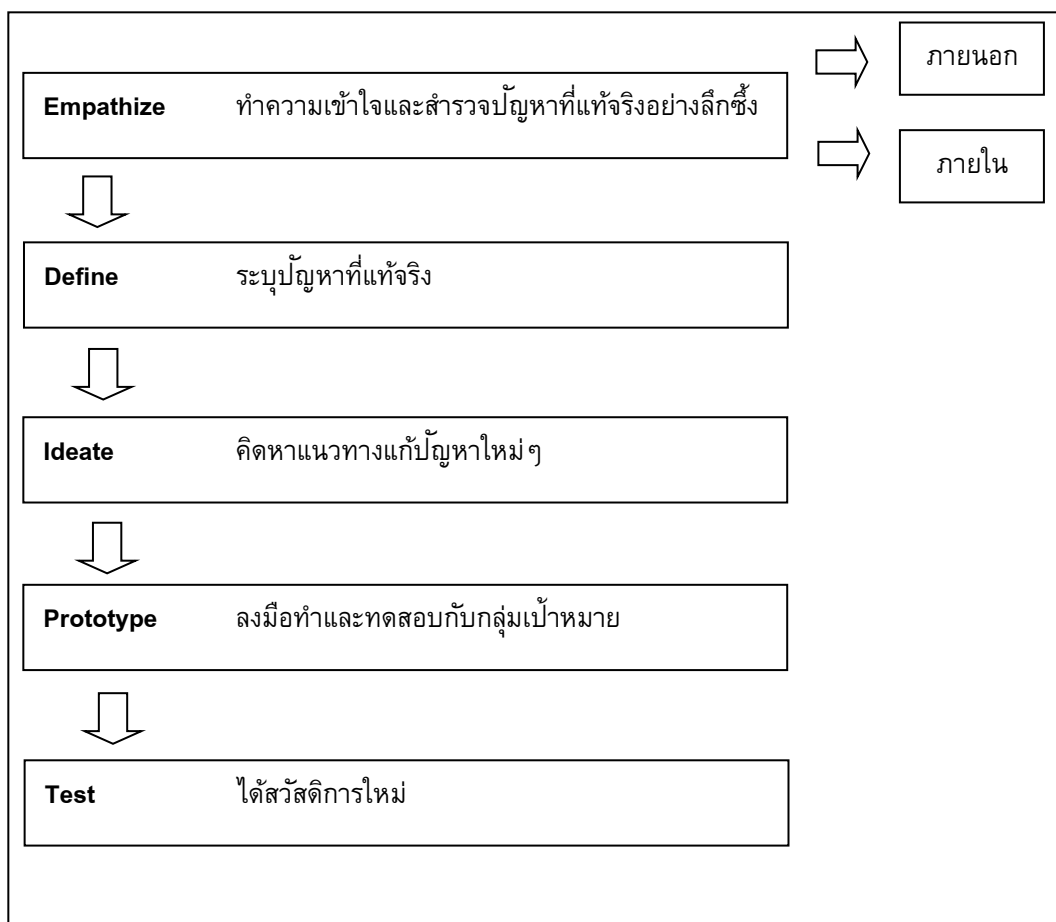 ภายนอก
Empathize ทำความเข้าใจและสำรวจปัญหาที่แท้จริงอย่างลึกซึ้ง
ภายใน
Define ระบุปัญหาที่แท้จริง
Ideate คิดหาแนวทางแก้ปัญหาใหม่ๆ
Prototype ลงมือทำและทดสอบกับกลุ่มเป้าหมาย
Test ได้สวัสดิการใหม่